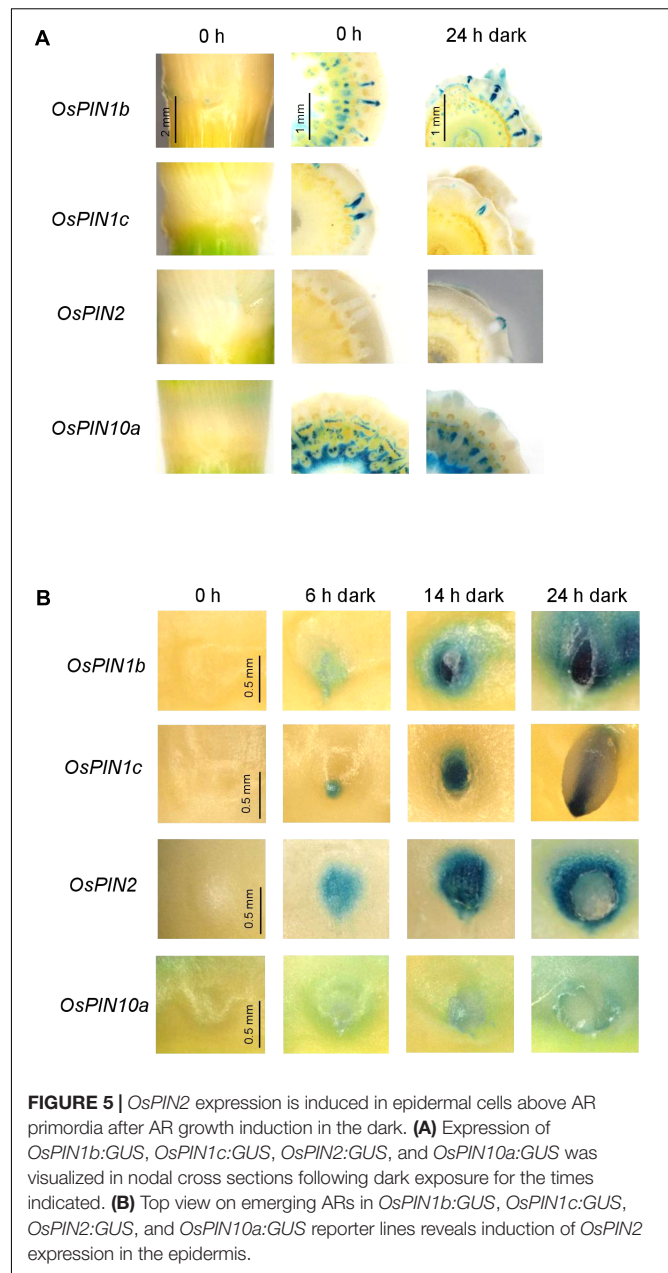 A
0 h 0 h 24 h dark
OsPIN1b
2 mm
1 mm
1 mm
OsPIN1c
OsPIN2
OsPIN10a
B
0 h 6 h dark 14 h dark 24 h dark
OsPIN1b
0.5 mm
OsPIN1c
0.5 mm
OsPIN2
0.5 mm
OsPIN10a
0.5 mm
FIGURE 5 | OsPIN2 expression is induced in epidermal cells above AR
primordia after AR growth induction in the dark. (A) Expression of
OsPIN1b:GUS, OsPIN1c:GUS, OsPIN2:GUS, and OsPIN10a:GUS was
visualized in nodal cross sections following dark exposure for the times
indicated. (B) Top view on emerging ARs in OsPIN1b:GUS, OsPIN1c:GUS,
OsPIN2:GUS, and OsPIN10a:GUS reporter lines reveals induction of OsPIN2
expression in the epidermis.